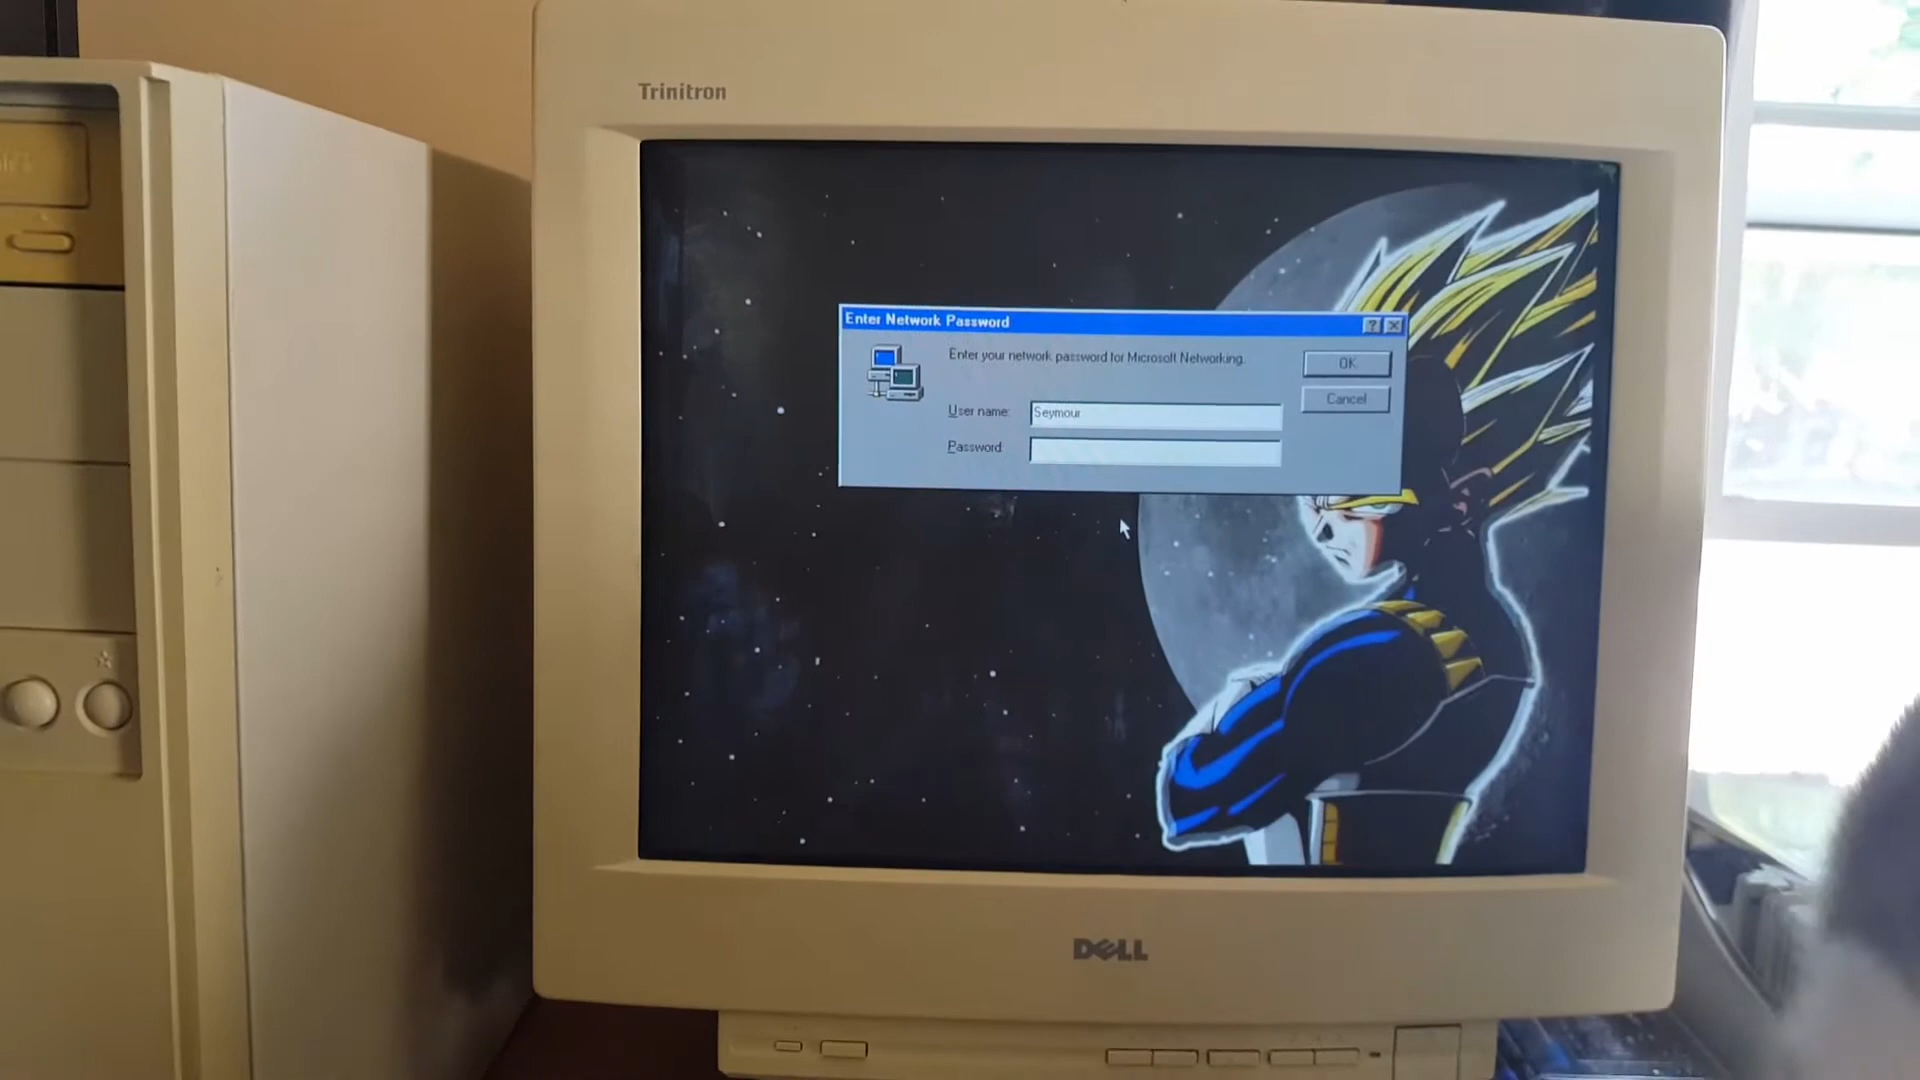 Trinitron
Enter Network Password
Enter your network password for Microsoft Networking.
OK
Cancel
User name:
Seymour
Password:
DELL